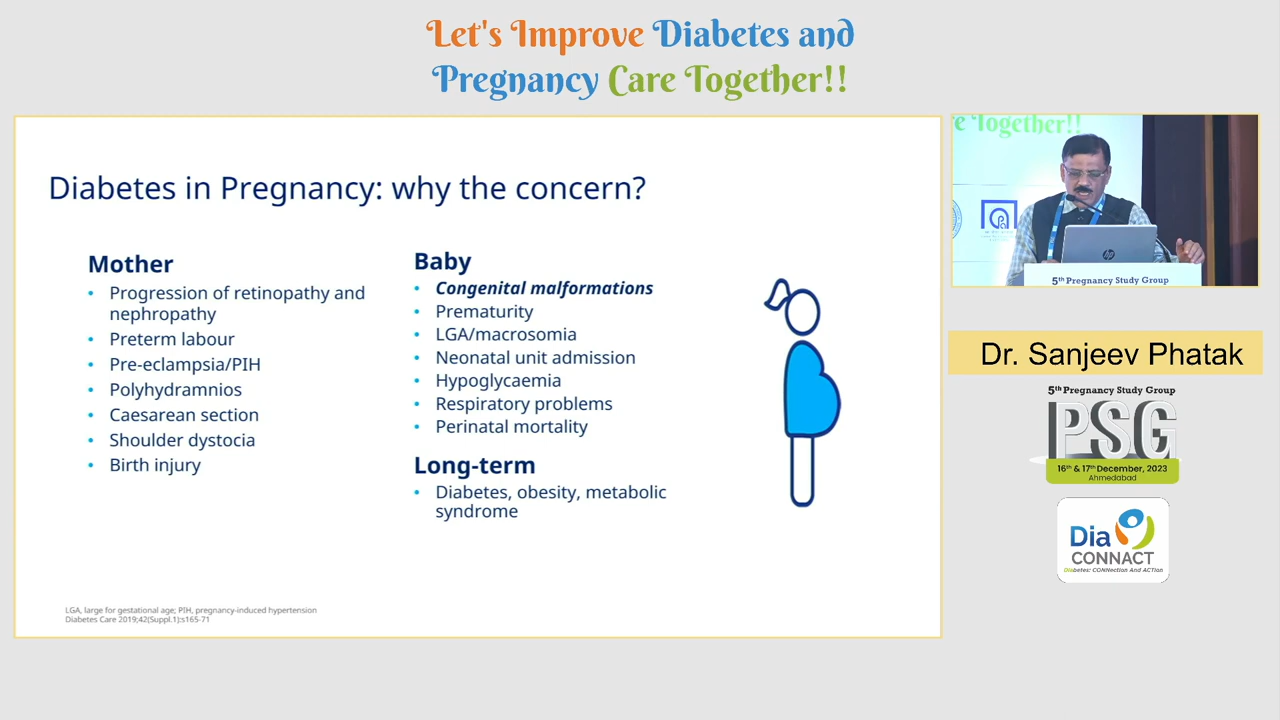 Let's Improve Diabetes and
Pregnancy Care Together!!
Diabetes in Pregnancy: why the concern?
Mother
• Progression of retinopathy and
nephropathy
• Preterm labour
• Pre-eclampsia/PIH
• Polyhydramnios
• Caesarean section
• Shoulder dystocia
• Birth injury
Baby
• Congenital malformations
• Prematurity
• LGA/macrosomia
• Neonatal unit admission
• Hypoglycaemia
• Respiratory problems
• Perinatal mortality
Long-term
• Diabetes, obesity, metabolic
syndrome
LGA, large for gestational age; PIH, pregnancy-induced hypertension
Diabetes Care 2019;42(Suppl.1):s165-71
e Together!!
hp
5th Pregnancy Study Group
Dr. Sanjeev Phatak
5th Pregnancy Study Group
PSG
16th & 17th December, 2023
Ahmedabad
Dia
CONNACT
Diabetes: CONNection And ACTion